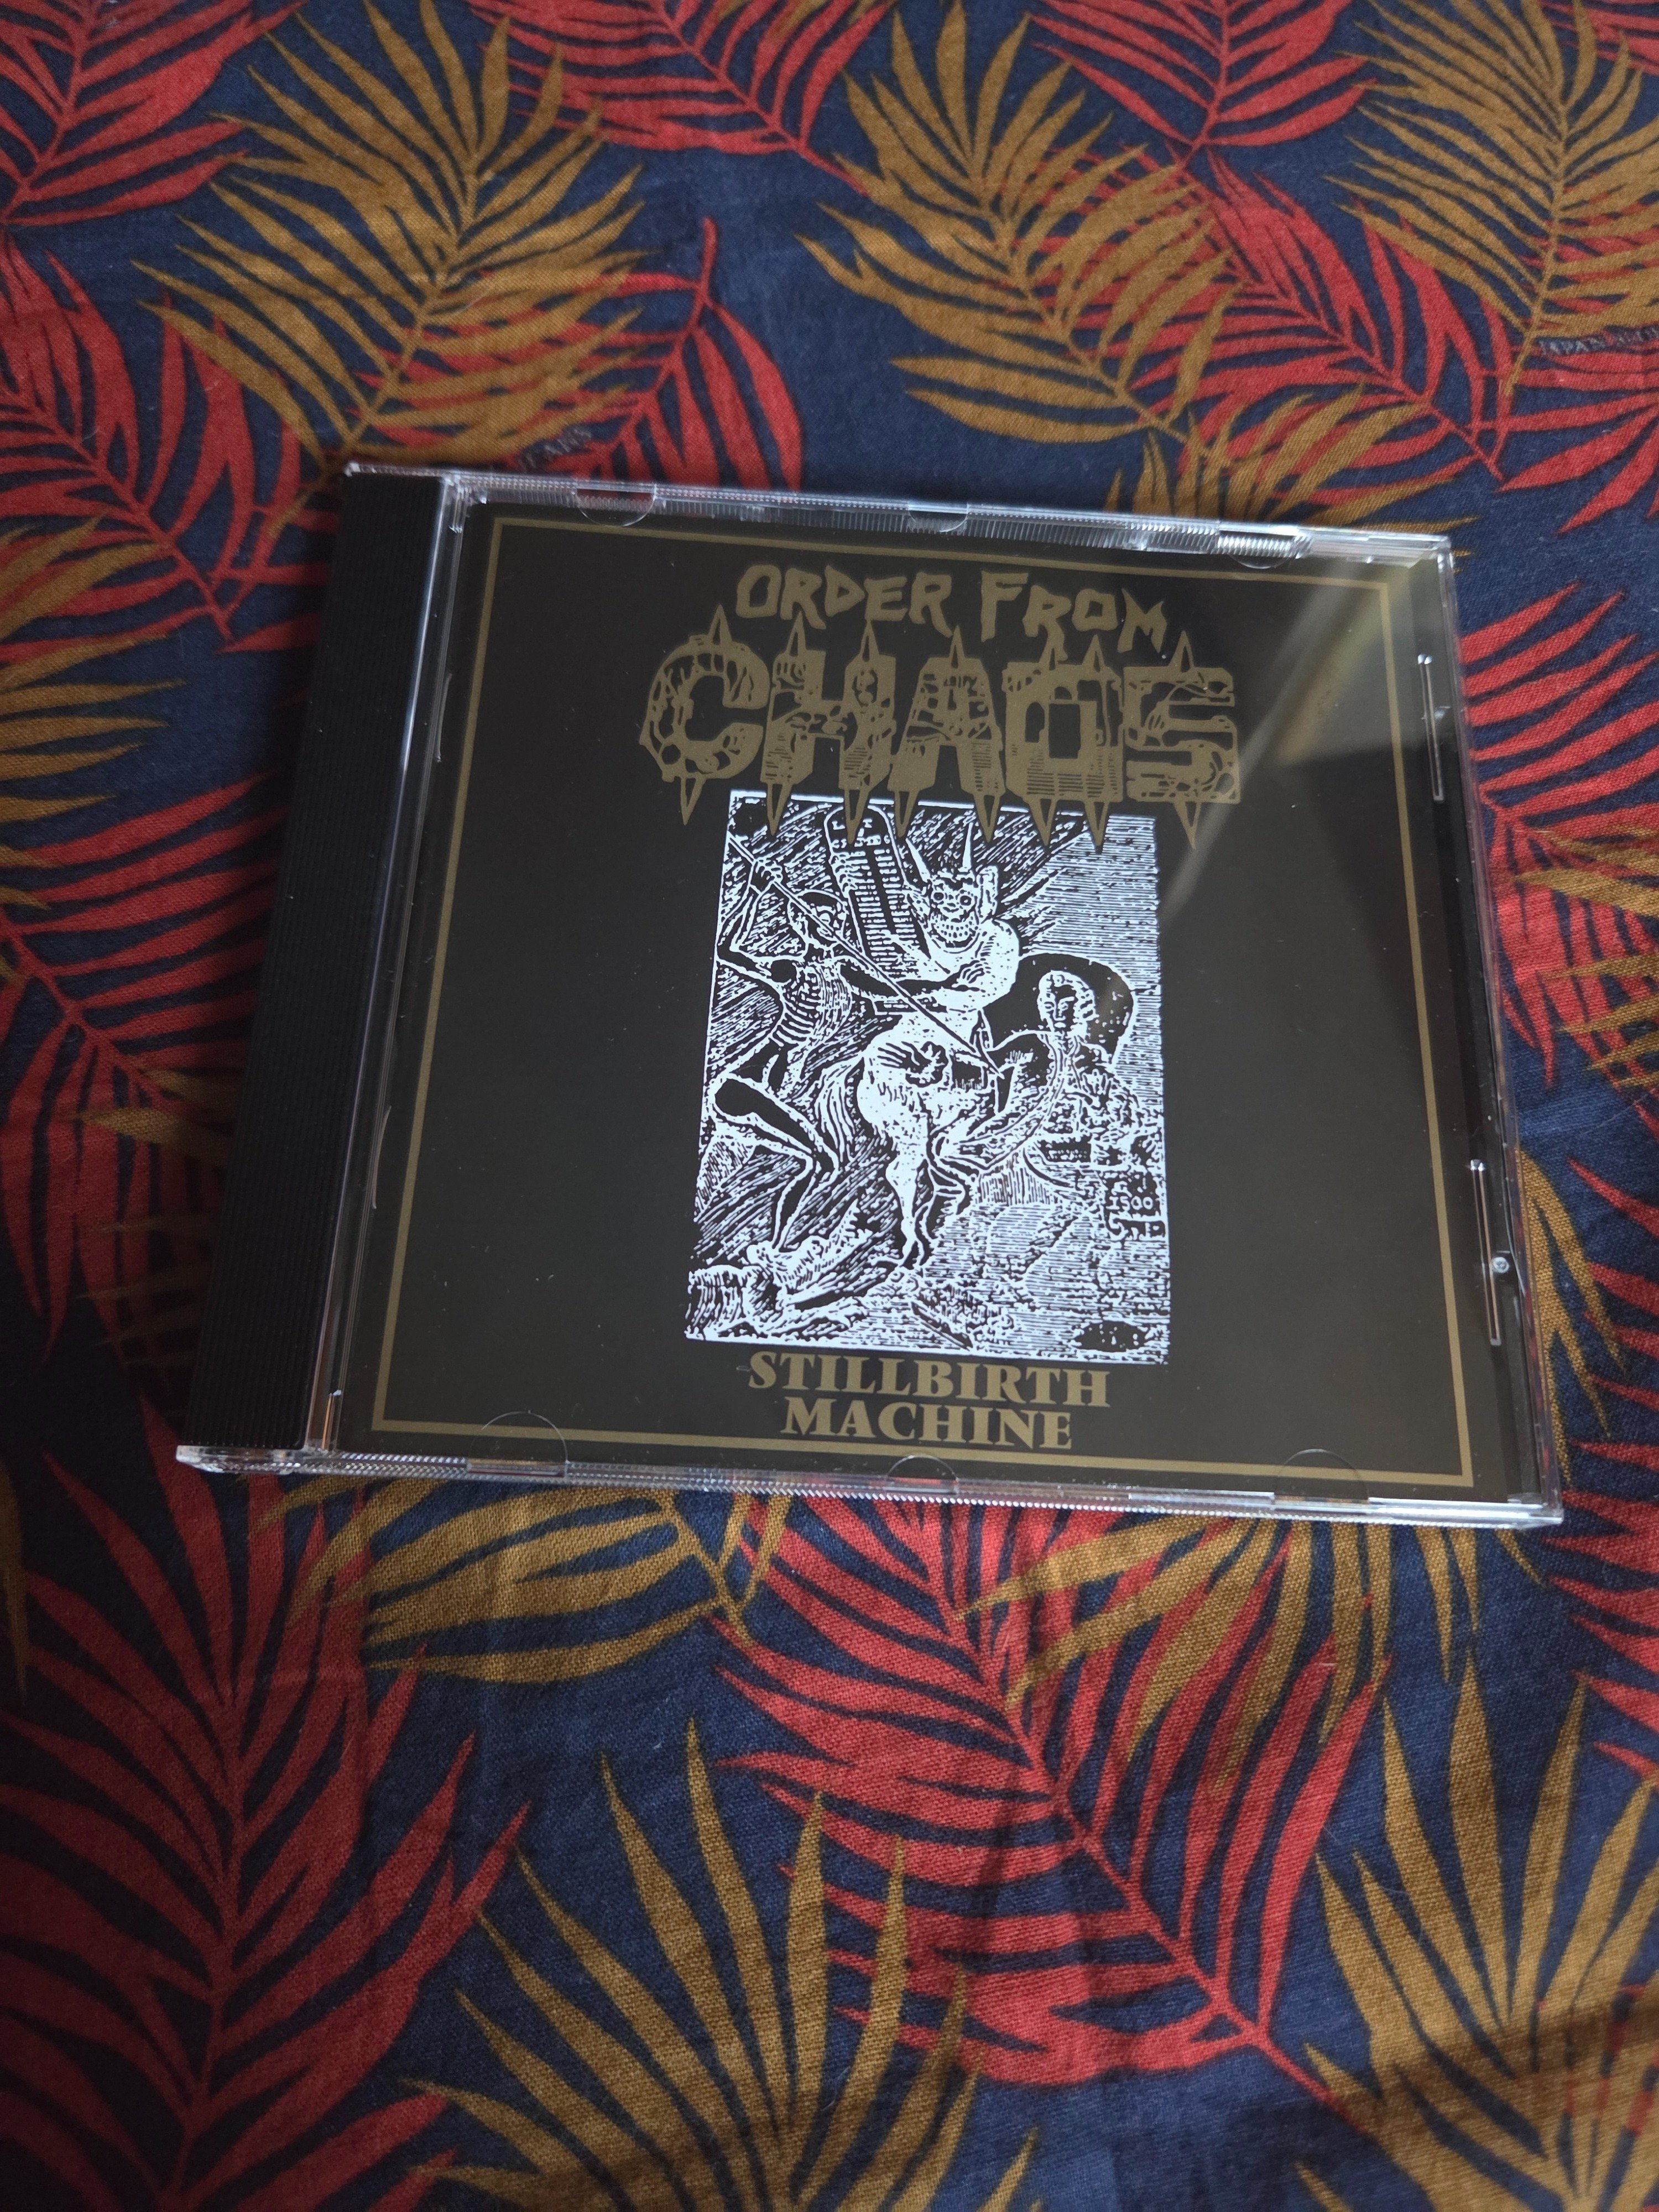 ORDER FROM
CHAOS
STILLBIRTH
MACHINE